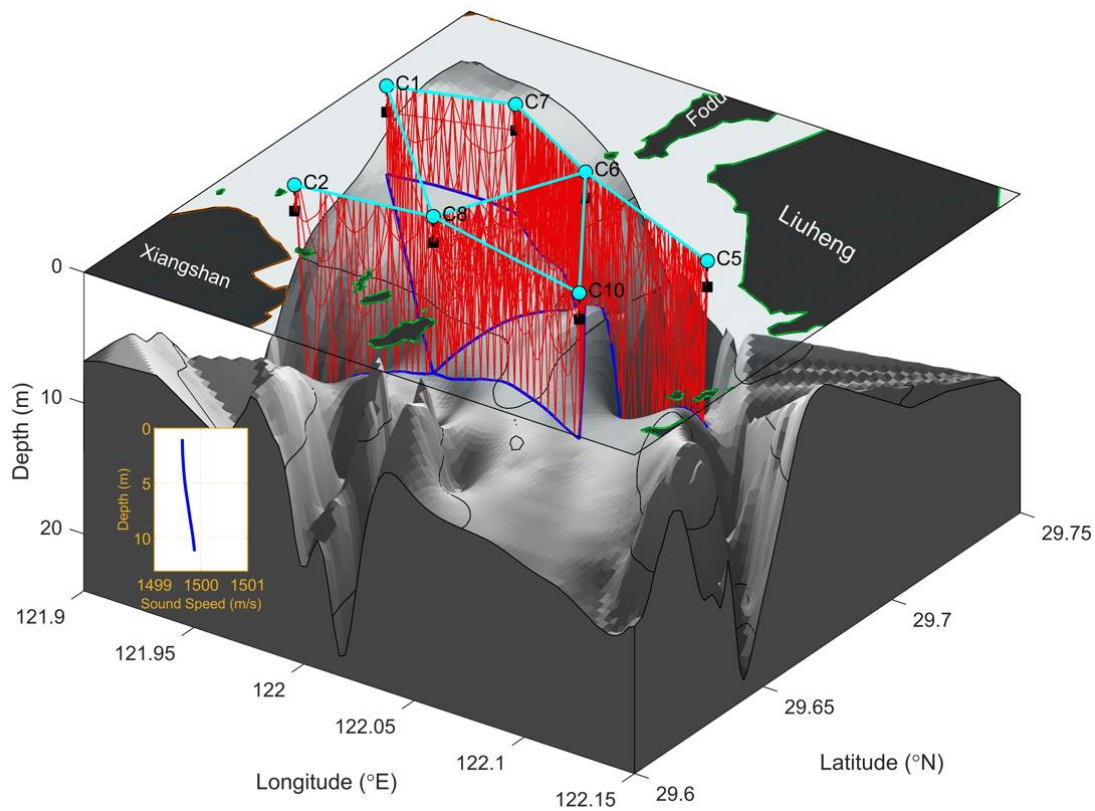 C1
C7
Fodu
C2
C6
C8
Liuheng
Xiangshan
C5
C10
0
10
20
Depth (m)
0
5
10
Depth (m)
1499 1500 1501
Sound Speed (m/s)
121.9
121.95
122
122.05
122.1
122.15
Longitude (°E)
29.6
29.65
29.7
29.75
Latitude (°N)